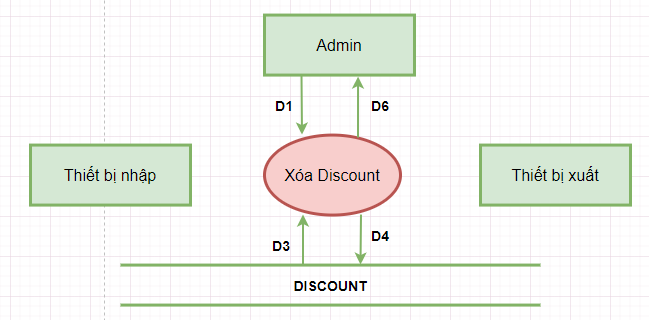 Admin
D1
D6
Thiết bị nhập
Xóa Discount
Thiết bị xuất
D3
D4
DISCOUNT